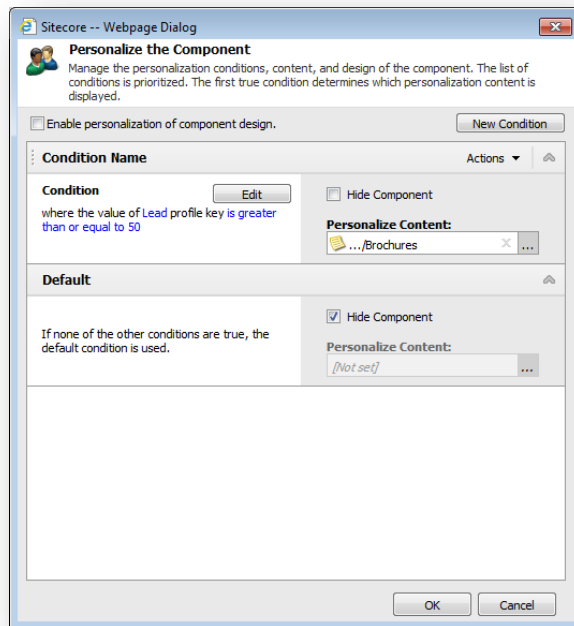 Sitecore -- Webpage Dialog
Personalize the Component
Manage the personalization conditions, content, and design of the component. The list of
conditions is prioritized. The first true condition determines which personalization content is
displayed.
Enable personalization of component design.
New Condition
Condition Name
Actions
Condition
Edit
where the value of Lead profile key is greater
than or equal to 50
Hide Component
Personalize Content:
.../Brochures
...
Default
If none of the other conditions are true, the
default condition is used.
Hide Component
Personalize Content:
[Not set]
...
OK
Cancel